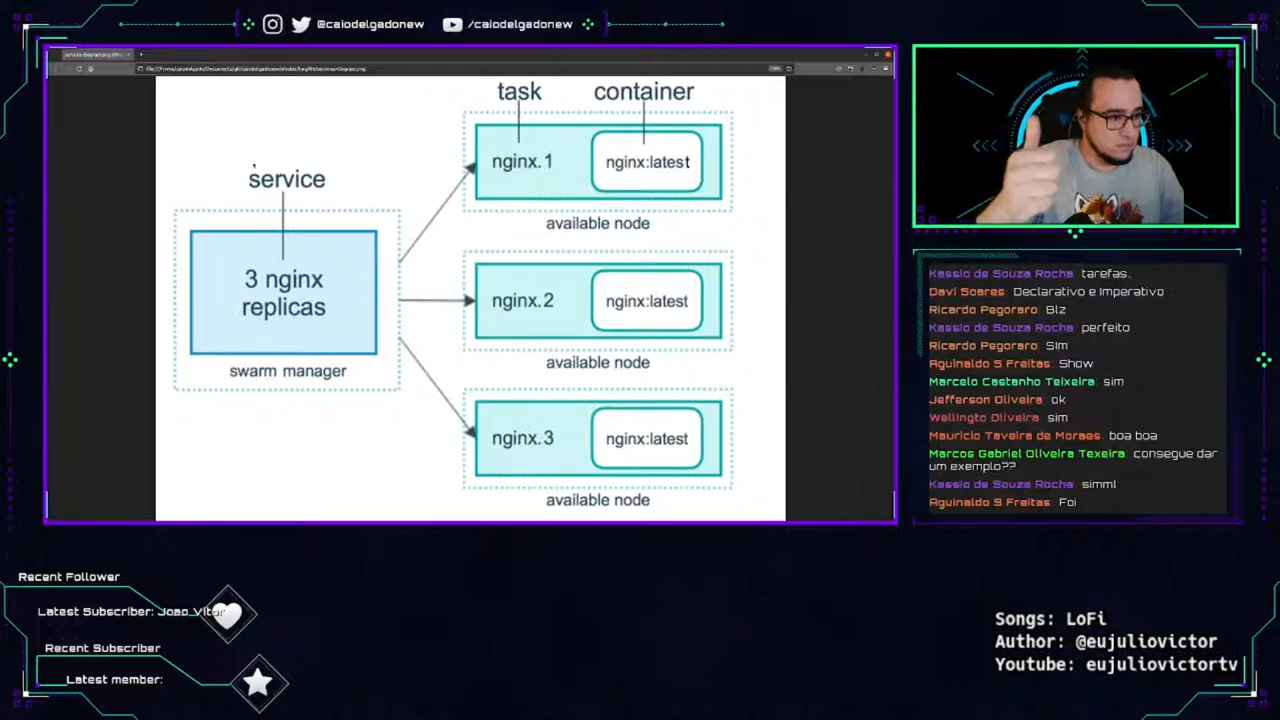 @caiodelgadonew
/caiodelgadonew
task
container
nginx.1
nginx:latest
available node
service
3 nginx
replicas
swarm manager
nginx.2
nginx:latest
available node
nginx.3
nginx:latest
available node
Kassio de Souza Rocha tarefas..
Davi Soares Declarativo e Imperativo
Ricardo Pegoraro Blz
Kassio de Souza Rocha perfeito
Ricardo Pegoraro SIm
Aguinaldo S Freitas Show
Marcelo Castanho Teixeira sim
Jefferson Oliveira ok
Wellingto Oliveira sim
Mauricio Taveira de Moraes boa boa
Marcos Gabriel Oliveira Texeira consegue dar
um exemplo??
Kassio de Souza Rocha simm!
Aguinaldo S Freitas Foi
Recent Follower
Latest Subscriber: Joao Vitor
Recent Subscriber
Latest member:
Songs: LoFi
Author: @eujuliovictor
Youtube: eujuliovictortv